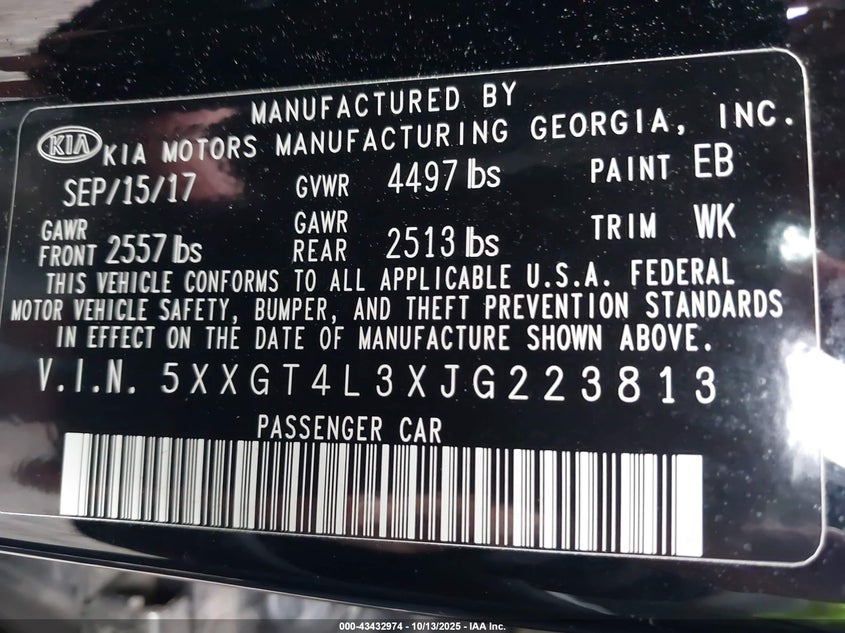 MANUFACTURED BY
KIA KIA MOTORS MANUFACTURING GEORGIA, INC.
SEP/15/17 GVWR 4497 lbs PAINT EB
GAWR FRONT 2557 lbs GAWR REAR 2513 lbs TRIM WK
THIS VEHICLE CONFORMS TO ALL APPLICABLE U.S.A. FEDERAL
MOTOR VEHICLE SAFETY, BUMPER, AND THEFT PREVENTION STANDARDS
IN EFFECT ON THE DATE OF MANUFACTURE SHOWN ABOVE.
V.I.N. 5XXGT4L3XJG223813
PASSENGER CAR
000-43432974 | 10/13/2025 - IAA Inc.